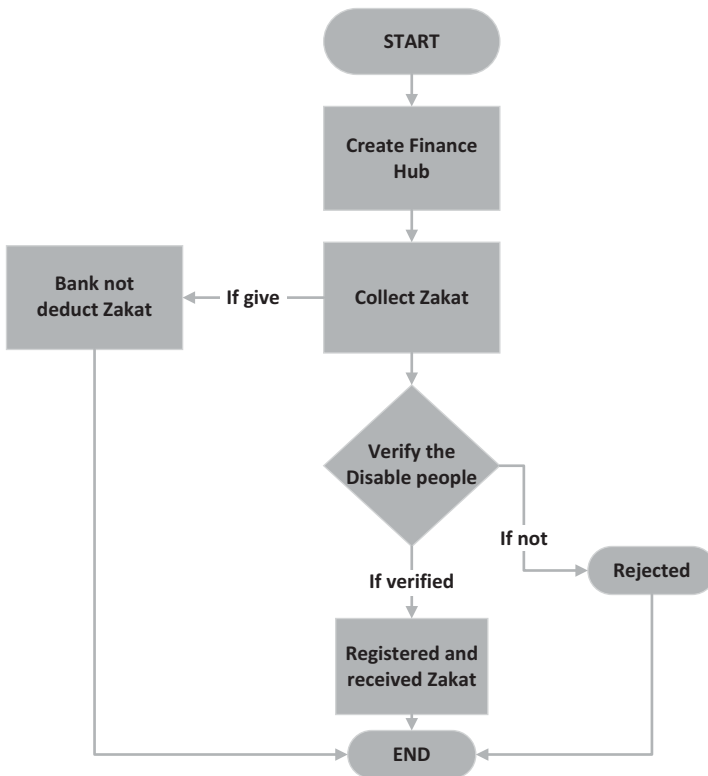 START
Create Finance
Hub
Collect Zakat
If give
Bank not
deduct Zakat
Verify the
Disable people
If not
Rejected
If verified
Registered and
received Zakat
END